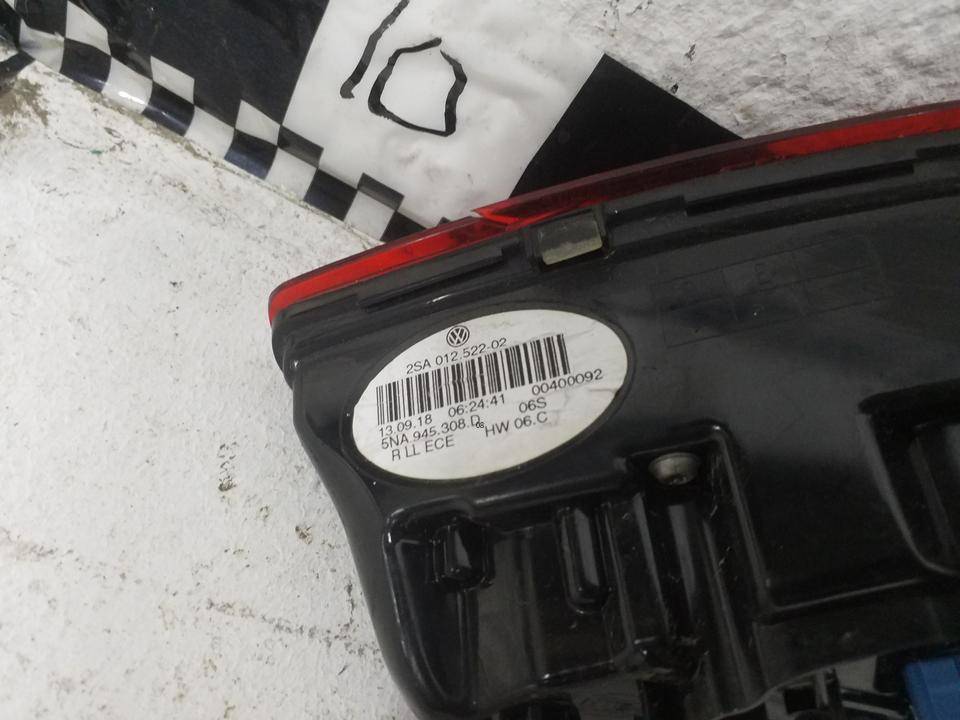 10
2SA 012.522-02
13.09.18 06:24:41 00400092
5NA 945.308.D 06S
R LL ECE HW 06.C